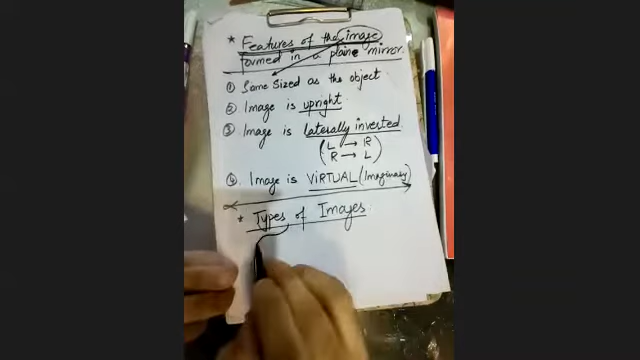 * Features of the image
formed in a plane mirror.
① Same sized as the object
② Image is upright
③ Image is laterally inverted
(L → R
R → L)
④ Image is VIRTUAL (Imaginary)
* Types of Images